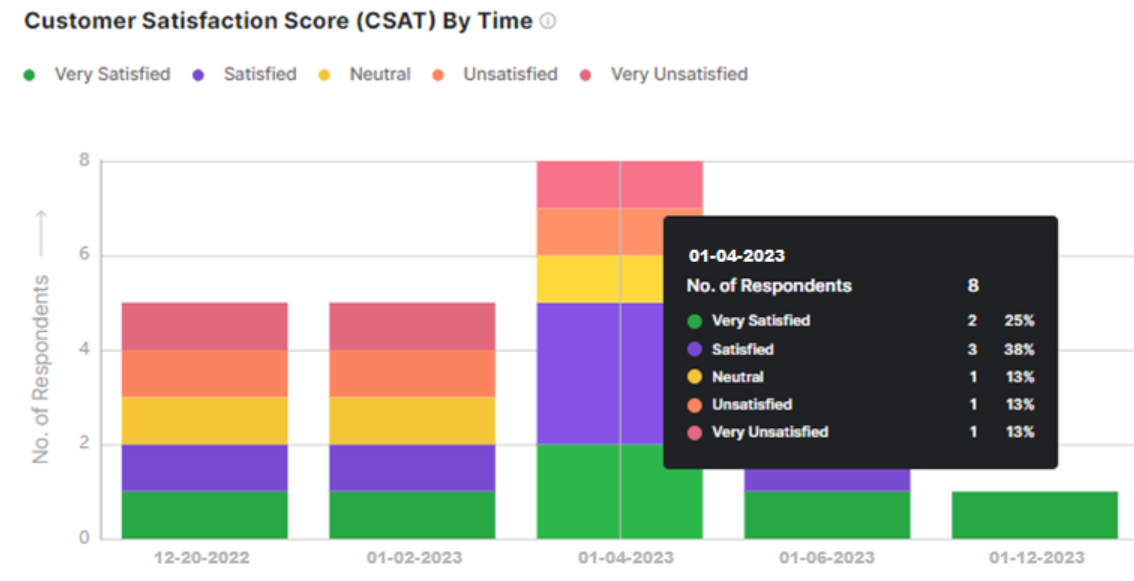 Customer Satisfaction Score (CSAT) By Time
Very Satisfied Satisfied Neutral Unsatisfied Very Unsatisfied
No. of Respondents
8
6
4
2
0
01-04-2023
No. of Respondents 8
Very Satisfied 2 25%
Satisfied 3 38%
Neutral 1 13%
Unsatisfied 1 13%
Very Unsatisfied 1 13%
12-20-2022 01-02-2023 01-04-2023 01-06-2023 01-12-2023